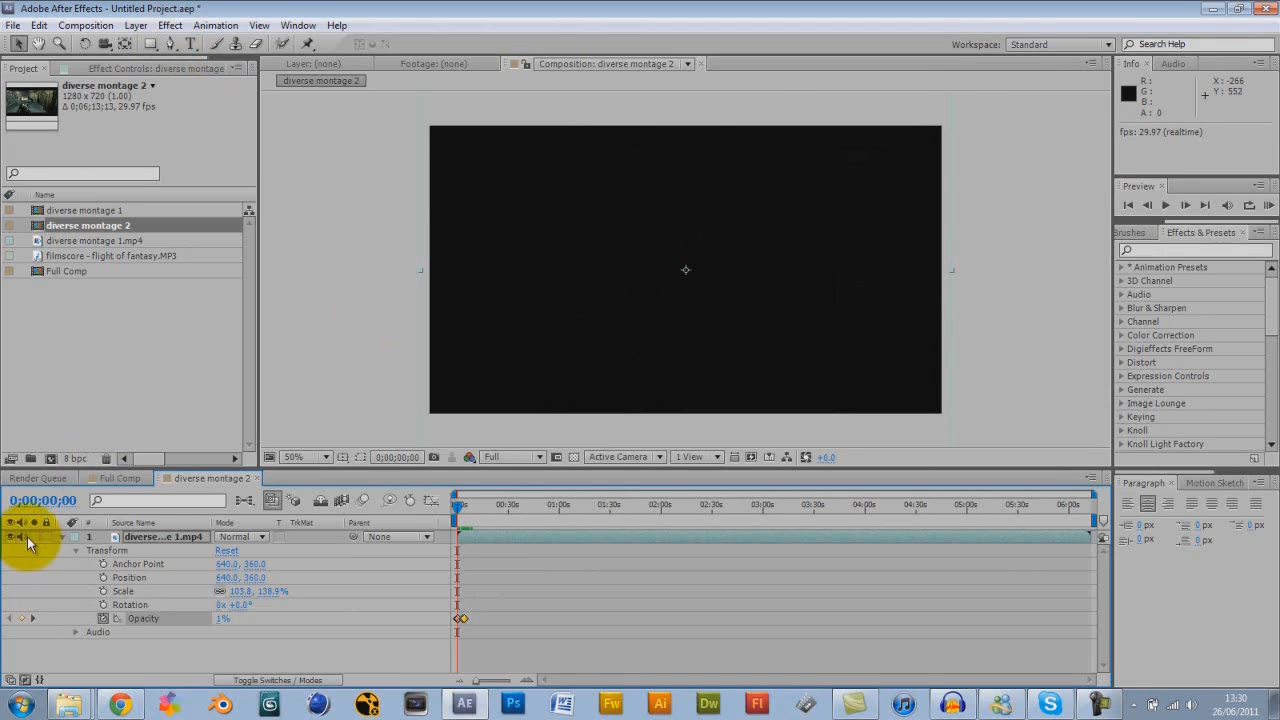 Adobe After Effects - Untitled Project.aep *
File Edit Composition Layer Effect Animation View Window Help
Workspace: Standard Search Help
Project Effect Controls: diverse montage Layer: (none) Footage: (none) Composition: diverse montage 2 Info Audio
diverse montage 2
1280 x 720 (1.00)
Δ 0;06;13;13, 29.97 fps
diverse montage 2
R :
G :
B :
A : 0
X : -266
Y : 552
fps: 29.97 (realtime)
Preview
Name
diverse montage 1
diverse montage 2
diverse montage 1.mp4
filmscore - flight of fantasy.MP3
Full Comp
Brushes Effects & Presets
* Animation Presets
3D Channel
Audio
Blur & Sharpen
Channel
Color Correction
Digieffects FreeForm
Distort
Expression Controls
Generate
Image Lounge
Keying
Knoll
Knoll Light Factory
8 bpc
50% 0;00;00;00 Full Active Camera 1 View +0.0
Render Queue Full Comp diverse montage 2
Paragraph Motion Sketch
0;00;00;00
00:30s 01:00s 01:30s 02:00s 02:30s 03:00s 03:30s 04:00s 04:30s 05:00s 05:30s 06:00s
# Source Name Mode T TrkMat Parent
1 diverse...e 1.mp4 Normal None
Transform Reset
Anchor Point 640.0, 360.0
Position 640.0, 360.0
Scale 103.8, 138.9%
Rotation 0x +0.0°
Opacity 1%
Audio
0 px 0 px 0 px
0 px 0 px
Toggle Switches / Modes
AE Ps W Fw Ai Dw Fl
13:30
26/06/2011